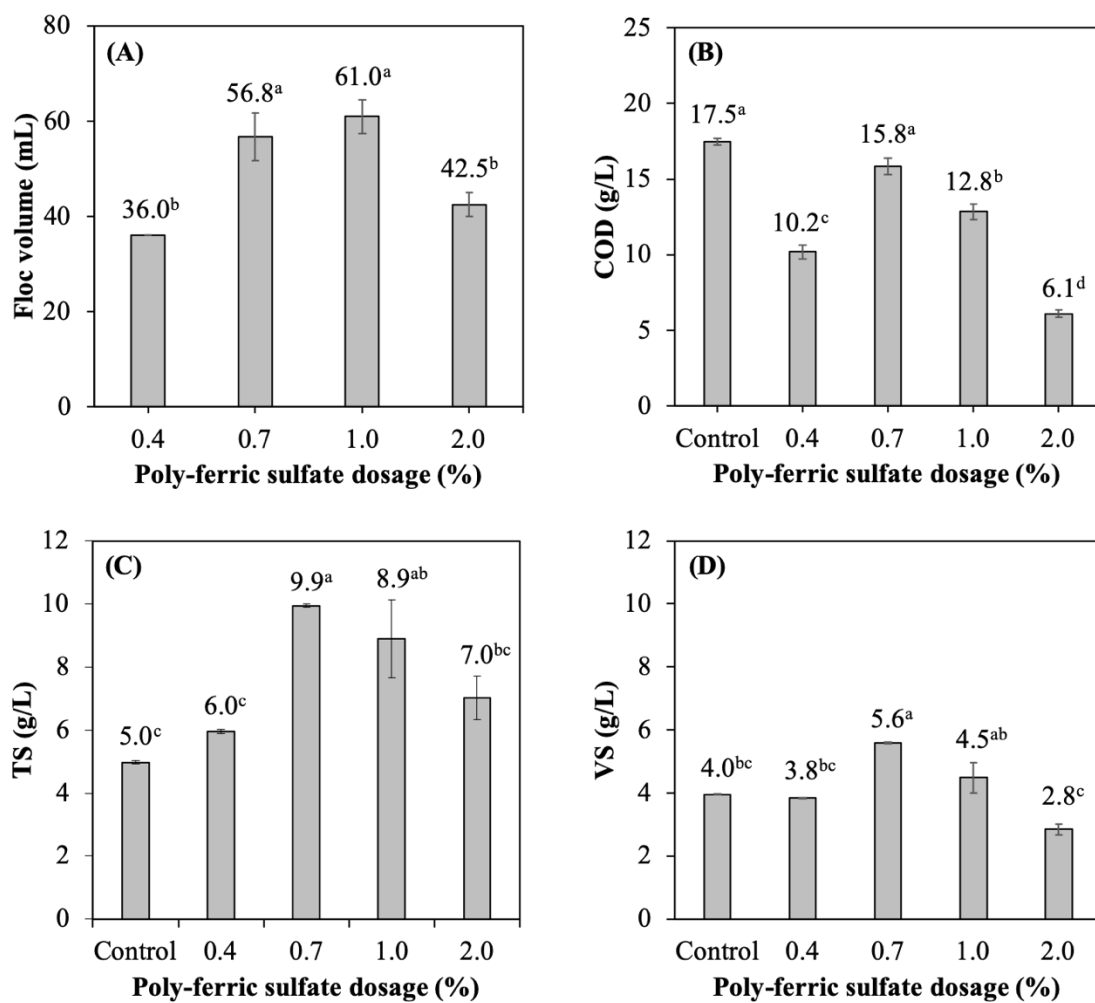 (A)
Floc volume (mL)
80
60
40
20
0
36.0ᵇ
56.8ᵃ
61.0ᵃ
42.5ᵇ
0.4 0.7 1.0 2.0
Poly-ferric sulfate dosage (%)
(B)
COD (g/L)
25
20
15
10
5
0
17.5ᵃ
10.2ᶜ
15.8ᵃ
12.8ᵇ
6.1ᵈ
Control 0.4 0.7 1.0 2.0
Poly-ferric sulfate dosage (%)
(C)
TS (g/L)
12
10
8
6
4
2
0
5.0ᶜ
6.0ᶜ
9.9ᵃ
8.9ᵃᵇ
7.0ᵇᶜ
Control 0.4 0.7 1.0 2.0
Poly-ferric sulfate dosage (%)
(D)
VS (g/L)
12
10
8
6
4
2
0
4.0ᵇᶜ
3.8ᵇᶜ
5.6ᵃ
4.5ᵃᵇ
2.8ᶜ
Control 0.4 0.7 1.0 2.0
Poly-ferric sulfate dosage (%)